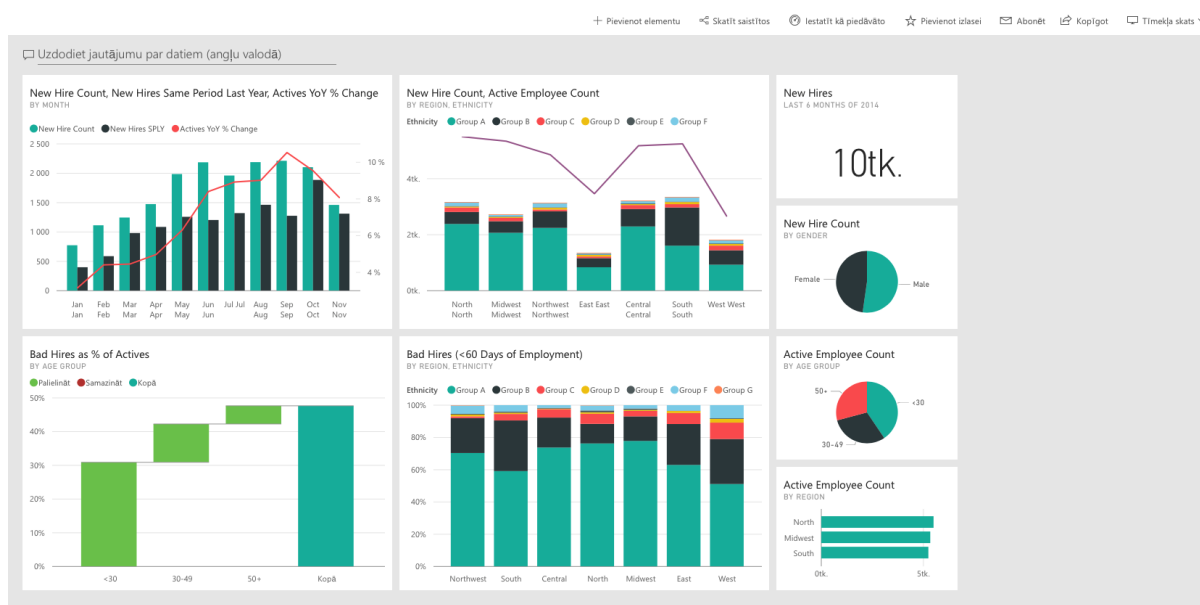 Pievienot elementu Skatīt saistītos Iestatīt kā piedāvāto Pievienot izlasei Abonēt Kopīgot Tīmekļa skats
Uzdodiet jautājumu par datiem (angļu valodā)
New Hire Count, New Hires Same Period Last Year, Actives YoY % Change
BY MONTH
New Hire Count New Hires SPLY Actives YoY % Change
2 500
2 000
1 500
1 000
500
0
10 %
8 %
6 %
4 %
Jan Feb Mar Apr May Jun Jul Jul Aug Sep Oct Nov
Jan Feb Mar Apr May Jun Aug Sep Oct Nov
New Hire Count, Active Employee Count
BY REGION, ETHNICITY
Ethnicity Group A Group B Group C Group D Group E Group F
4tk.
2tk.
0tk.
North Midwest Northwest East East Central South West West
North Midwest Northwest Central South
New Hires
LAST 6 MONTHS OF 2014
10tk.
New Hire Count
BY GENDER
Female
Male
Bad Hires as % of Actives
BY AGE GROUP
Palielināt Samazināt Kopā
50%
40%
30%
20%
10%
0%
<30 30-49 50+ Kopā
Bad Hires (<60 Days of Employment)
BY REGION, ETHNICITY
Ethnicity Group A Group B Group C Group D Group E Group F Group G
100%
80%
60%
40%
20%
0%
Northwest South Central North Midwest East West
Active Employee Count
BY AGE GROUP
50+
<30
30-49
Active Employee Count
BY REGION
North
Midwest
South
0tk. 5tk.